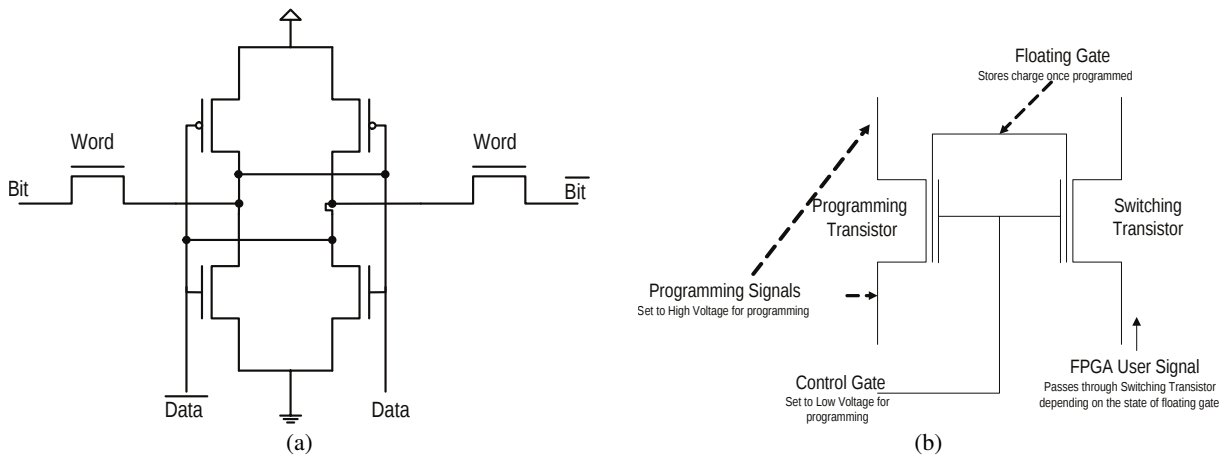 Word
Word
Bit
Bit
Data
Data
(a)
Floating Gate
Stores charge once programmed
Programming
Transistor
Switching
Transistor
Programming Signals
Set to High Voltage for programming
Control Gate
Set to Low Voltage for
programming
FPGA User Signal
Passes through Switching Transistor
depending on the state of floating gate
(b)